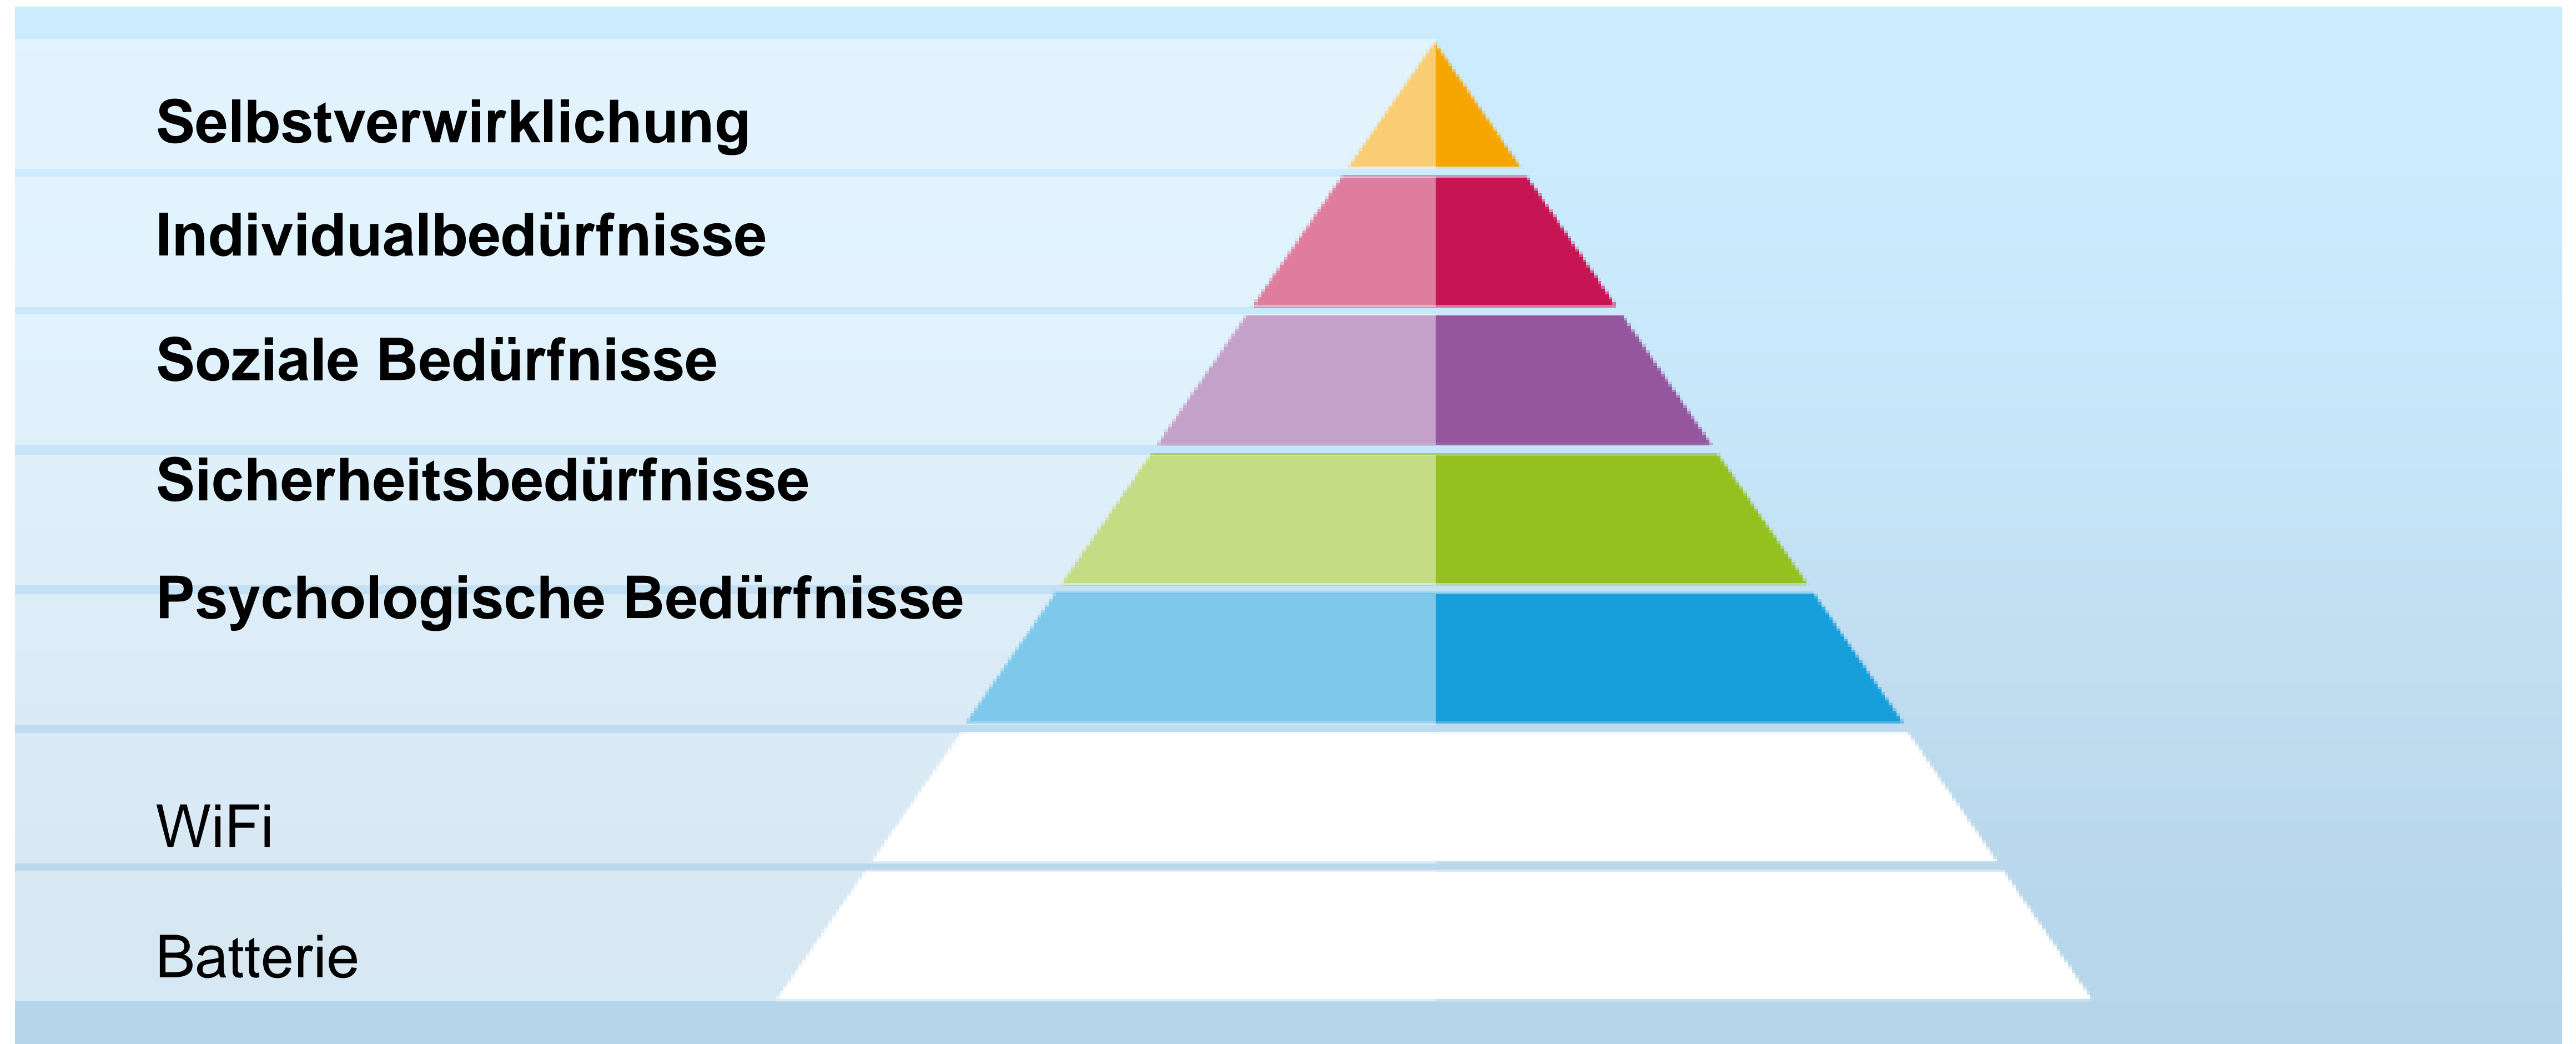 Selbstverwirklichung
Individualbedürfnisse
Soziale Bedürfnisse
Sicherheitsbedürfnisse
Psychologische Bedürfnisse
WiFi
Batterie